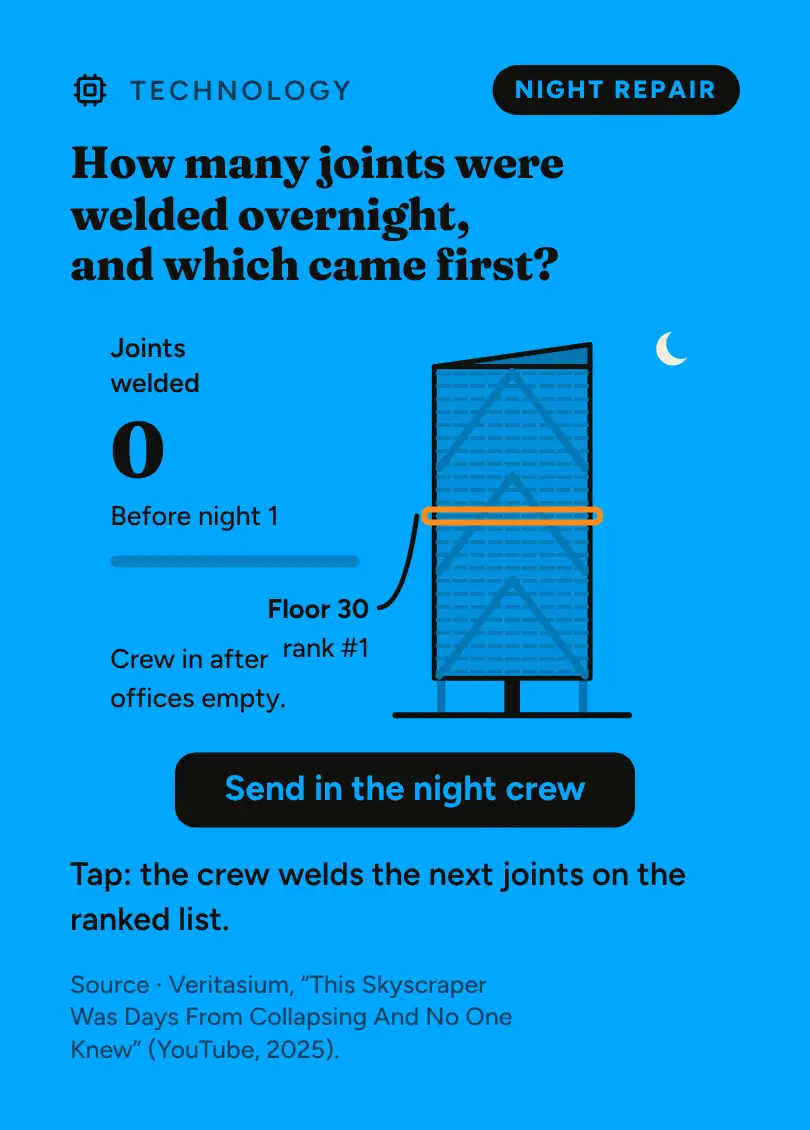 TECHNOLOGY
NIGHT REPAIR
How many joints were
welded overnight,
and which came first?
Joints
welded
0
Before night 1
Floor 30
rank #1
Crew in after
offices empty.
Send in the night crew
Tap: the crew welds the next joints on the
ranked list.
Source · Veritasium, “This Skyscraper
Was Days From Collapsing And No One
Knew” (YouTube, 2025).